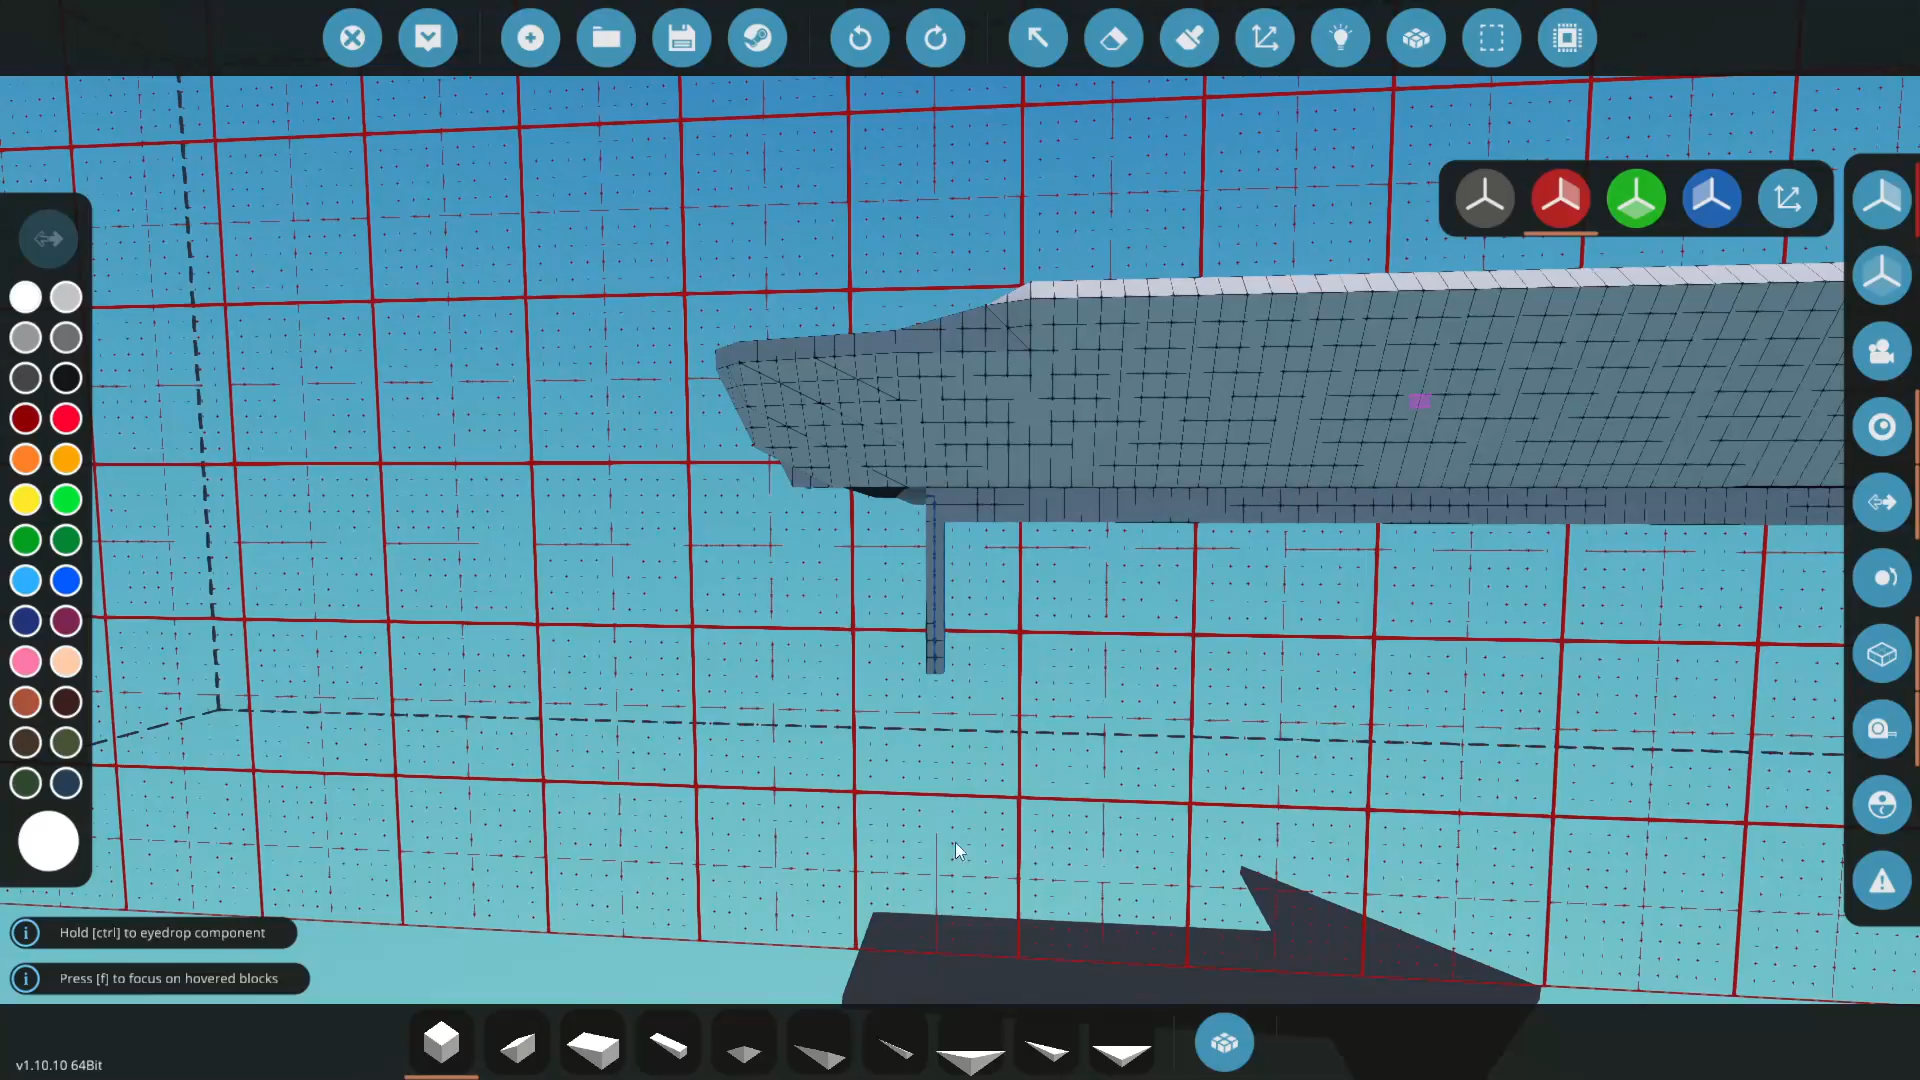 Hold [ctrl] to eyedrop component
Press [f] to focus on hovered blocks
v1.10.10 64Bit